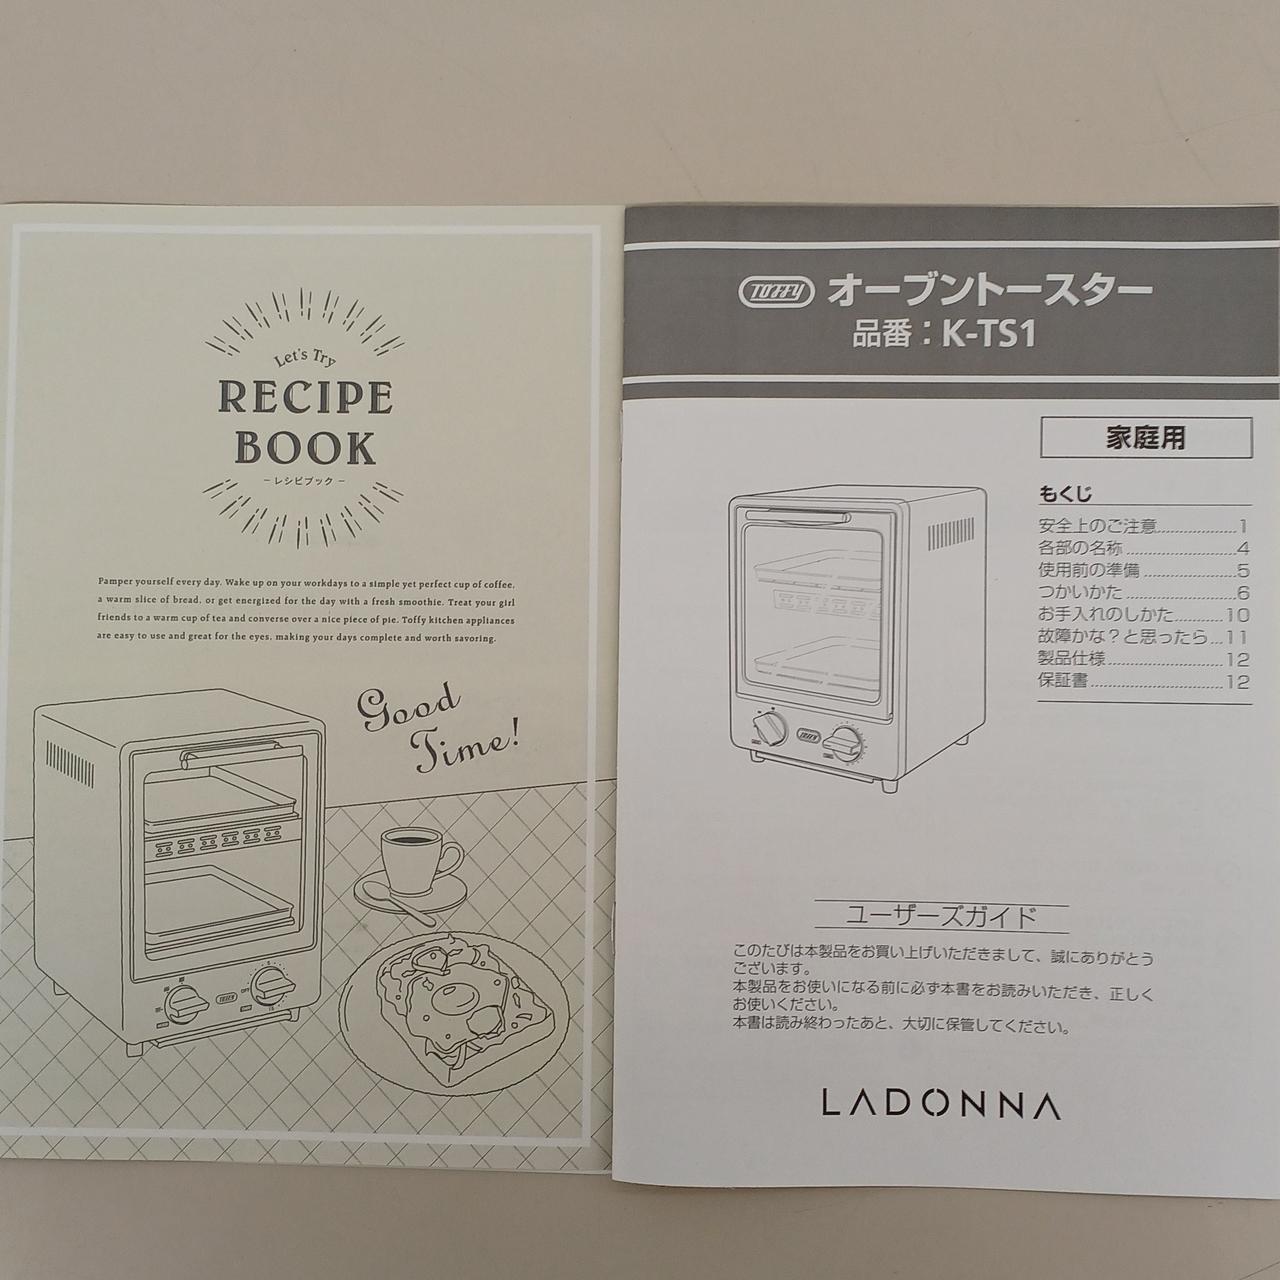 Let's Try
RECIPE
BOOK
－レシピブック－
Pamper yourself every day. Wake up on your workdays to a simple yet perfect cup of coffee,
a warm slice of bread, or get energized for the day with a fresh smoothie. Treat your girl
friends to a warm cup of tea and converse over a nice piece of pie. Toffy kitchen appliances
are easy to use and great for the eyes, making your days complete and worth savoring.
Good
Time!
TOFFY
OFF
TOFFY オーブントースター
品番：K-TS1
家庭用
もくじ
安全上のご注意..................1
各部の名称..................4
使用前の準備..................5
つかいかた..................6
お手入れのしかた..................10
故障かな？と思ったら...11
製品仕様..................12
保証書..................12
TOFFY
ユーザーズガイド
このたびは本製品をお買い上げいただきまして、誠にありがとう
ございます。
本製品をお使いになる前に必ず本書をお読みいただき、正しく
お使いください。
本書は読み終わったあと、大切に保管してください。
LADONNA